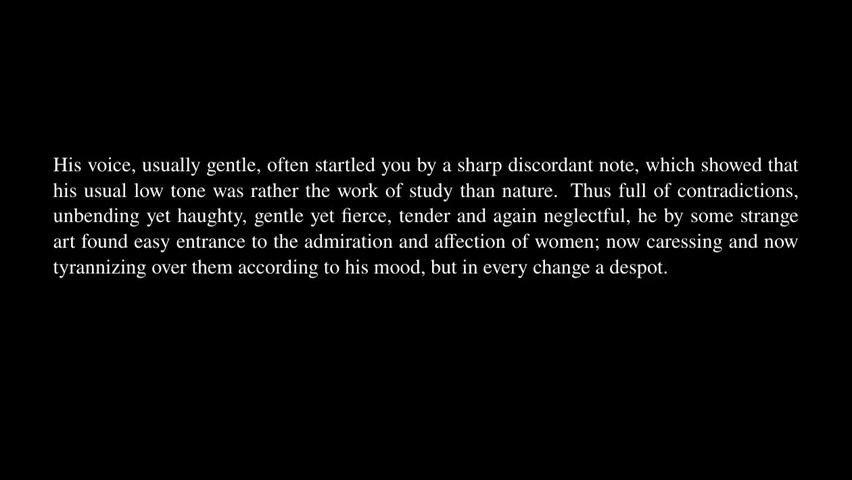 His voice, usually gentle, often startled you by a sharp discordant note, which showed that
his usual low tone was rather the work of study than nature. Thus full of contradictions,
unbending yet haughty, gentle yet fierce, tender and again neglectful, he by some strange
art found easy entrance to the admiration and affection of women; now caressing and now
tyrannizing over them according to his mood, but in every change a despot.